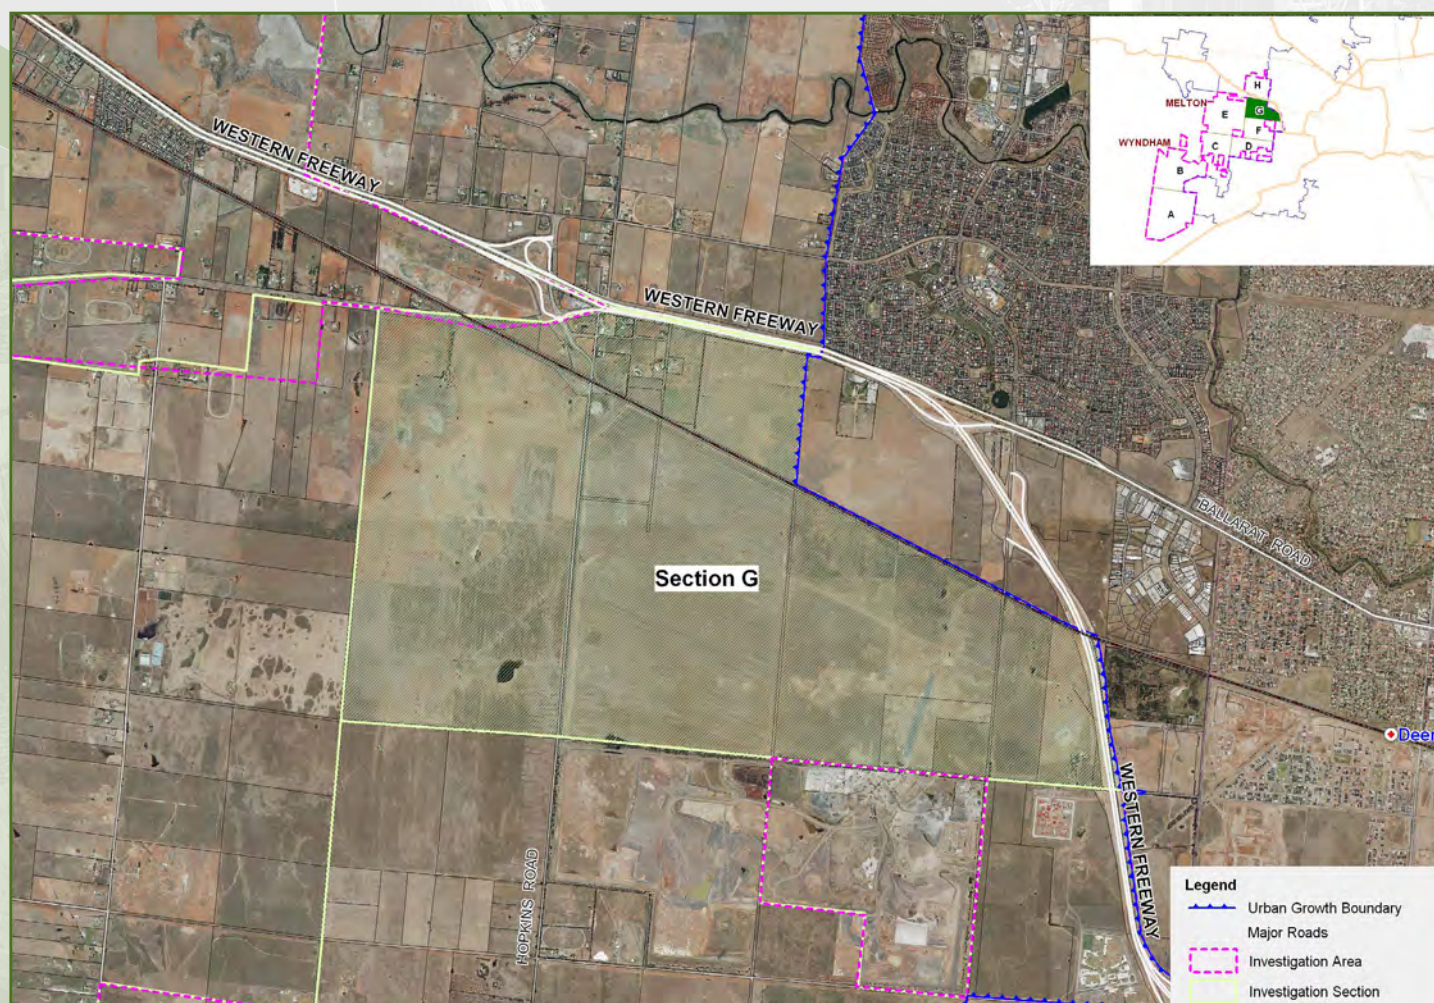 WESTERN FREEWAY
WESTERN FREEWAY
H
MELTON
G
E
F
WYNDHAM
C
D
B
A
BALLARAT ROAD
Section G
Deer
WESTERN FREEWAY
HOPKINS ROAD
Legend
Urban Growth Boundary
Major Roads
Investigation Area
Investigation Section